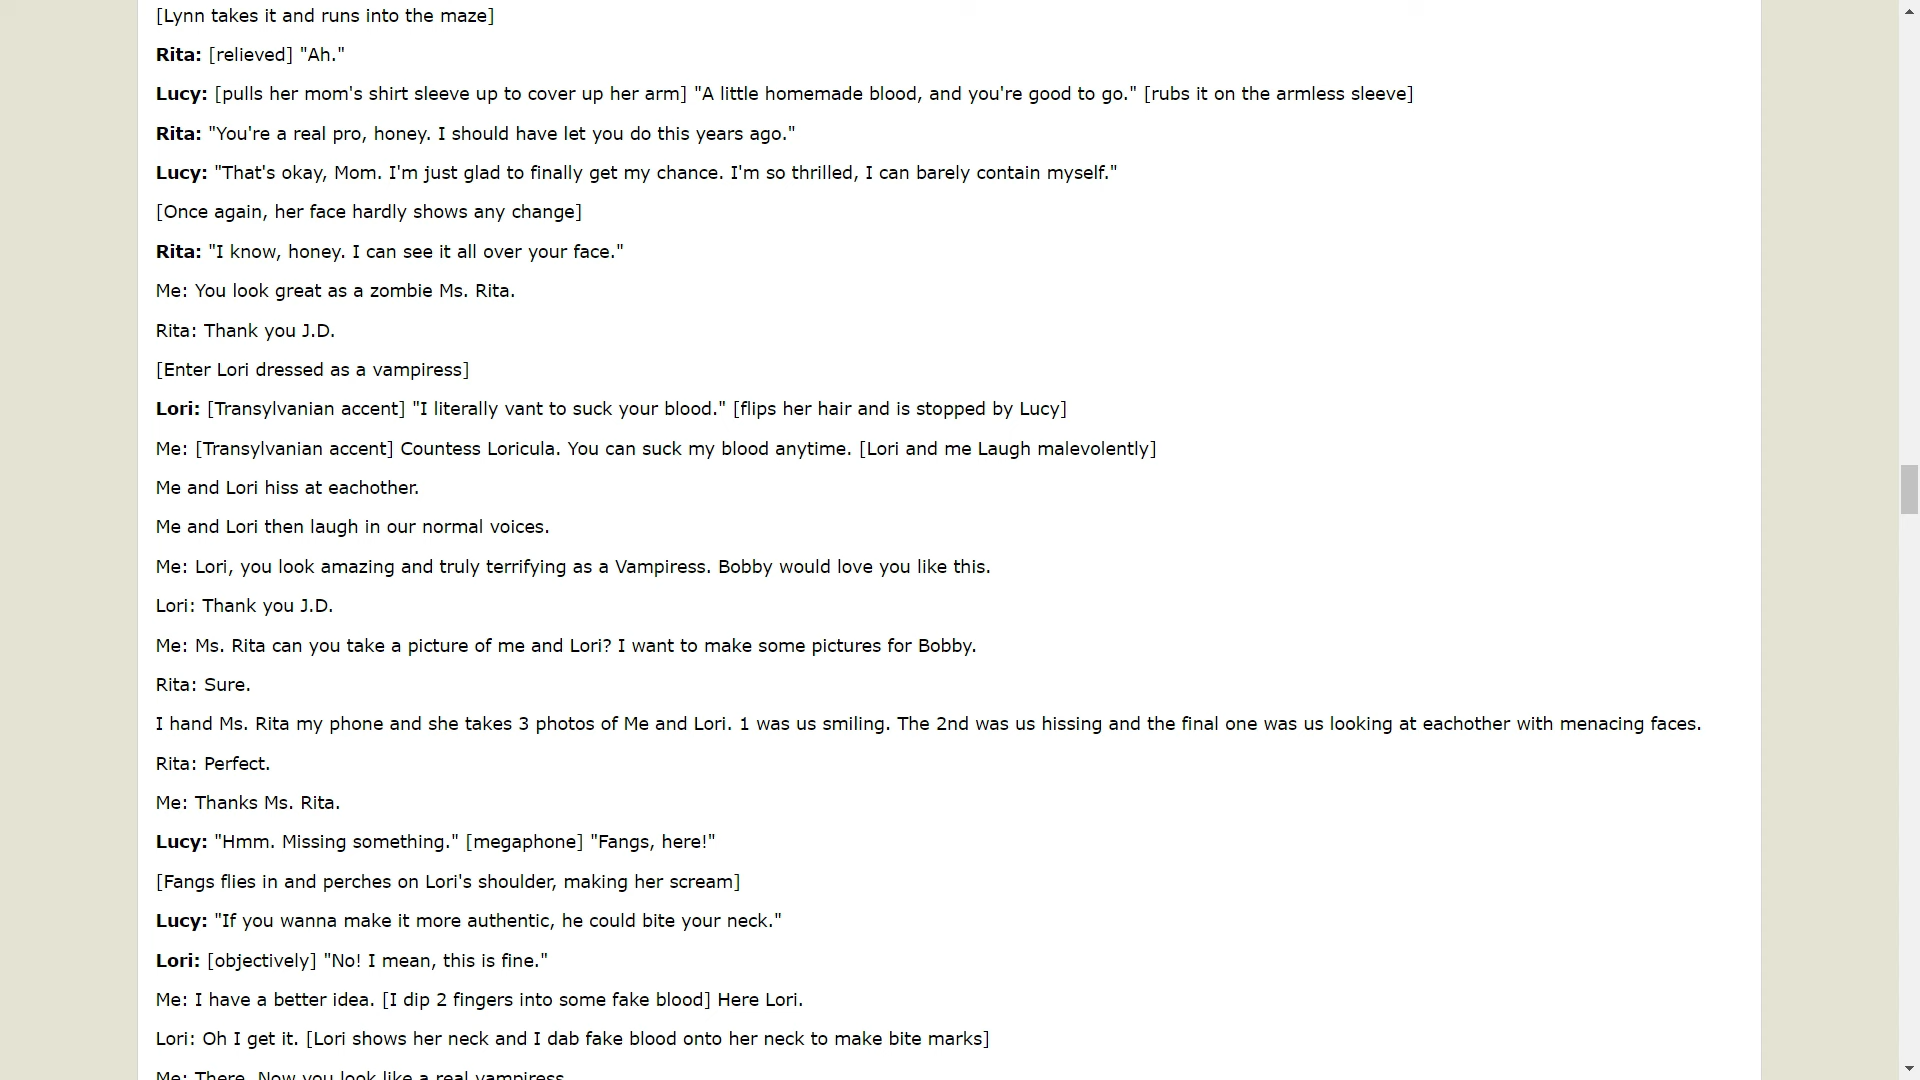 [Lynn takes it and runs into the maze]
Rita: [relieved] "Ah."
Lucy: [pulls her mom's shirt sleeve up to cover up her arm] "A little homemade blood, and you're good to go." [rubs it on the armless sleeve]
Rita: "You're a real pro, honey. I should have let you do this years ago."
Lucy: "That's okay, Mom. I'm just glad to finally get my chance. I'm so thrilled, I can barely contain myself."
[Once again, her face hardly shows any change]
Rita: "I know, honey. I can see it all over your face."
Me: You look great as a zombie Ms. Rita.
Rita: Thank you J.D.
[Enter Lori dressed as a vampiress]
Lori: [Transylvanian accent] "I literally vant to suck your blood." [flips her hair and is stopped by Lucy]
Me: [Transylvanian accent] Countess Loricula. You can suck my blood anytime. [Lori and me Laugh malevolently]
Me and Lori hiss at eachother.
Me and Lori then laugh in our normal voices.
Me: Lori, you look amazing and truly terrifying as a Vampiress. Bobby would love you like this.
Lori: Thank you J.D.
Me: Ms. Rita can you take a picture of me and Lori? I want to make some pictures for Bobby.
Rita: Sure.
I hand Ms. Rita my phone and she takes 3 photos of Me and Lori. 1 was us smiling. The 2nd was us hissing and the final one was us looking at eachother with menacing faces.
Rita: Perfect.
Me: Thanks Ms. Rita.
Lucy: "Hmm. Missing something." [megaphone] "Fangs, here!"
[Fangs flies in and perches on Lori's shoulder, making her scream]
Lucy: "If you wanna make it more authentic, he could bite your neck."
Lori: [objectively] "No! I mean, this is fine."
Me: I have a better idea. [I dip 2 fingers into some fake blood] Here Lori.
Lori: Oh I get it. [Lori shows her neck and I dab fake blood onto her neck to make bite marks]
Me: There. Now you look like a real vampiress.